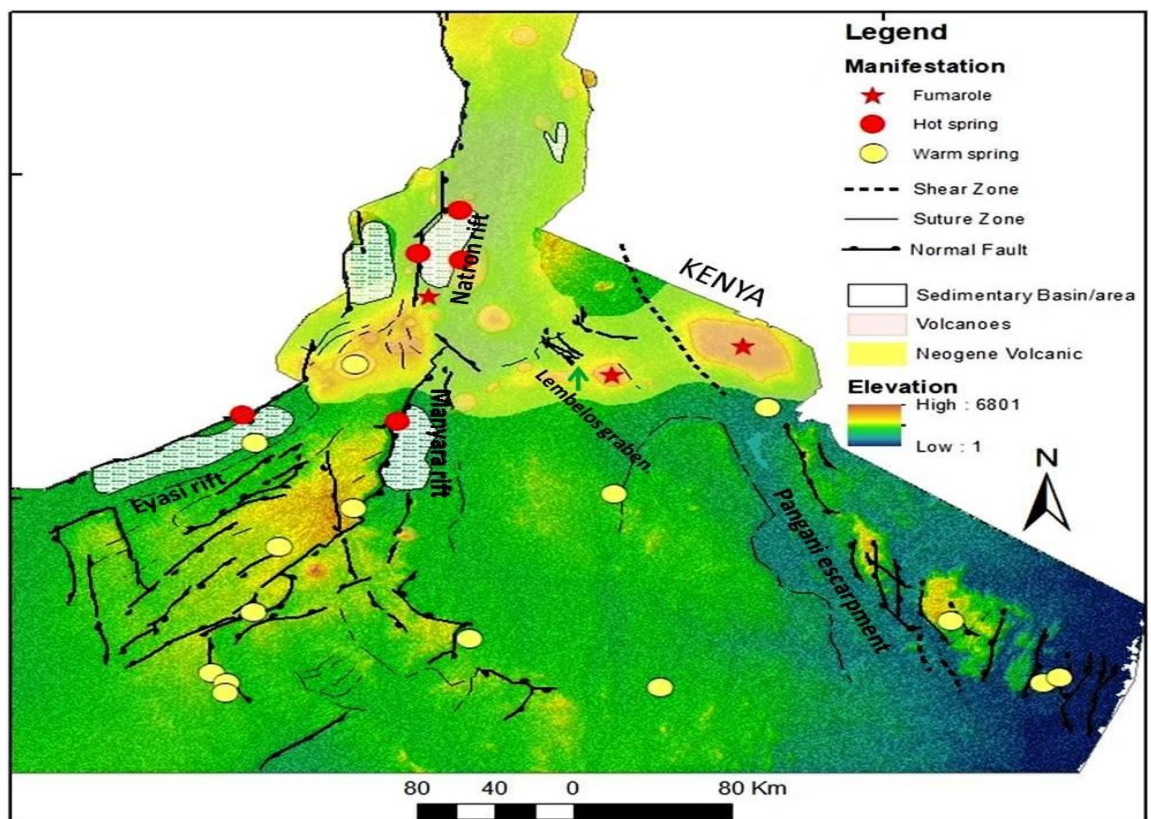 Legend
Manifestation
Fumarole
Hot spring
Warm spring
Shear Zone
Suture Zone
Normal Fault
Sedimentary Basin/area
Volcanoes
Neogene Volcanic
Elevation
High : 6801
Low : 1
N
KENYA
Natron rift
Lembelos graben
Manyara rift
Eyasi rift
Pangani escarpment
80 40 0 80 Km